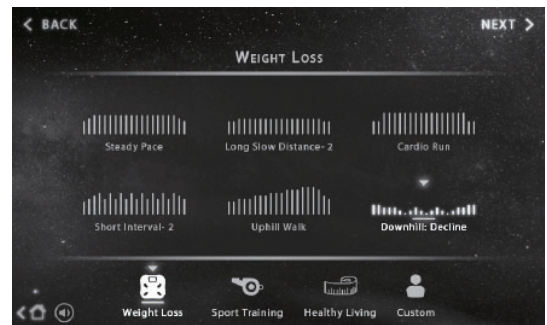 BACK
NEXT
WEIGHT LOSS
Steady Pace
Long Slow Distance- 2
Cardio Run
Short Interval- 2
Uphill Walk
Downhill: Decline
Weight Loss
Sport Training
Healthy Living
Custom